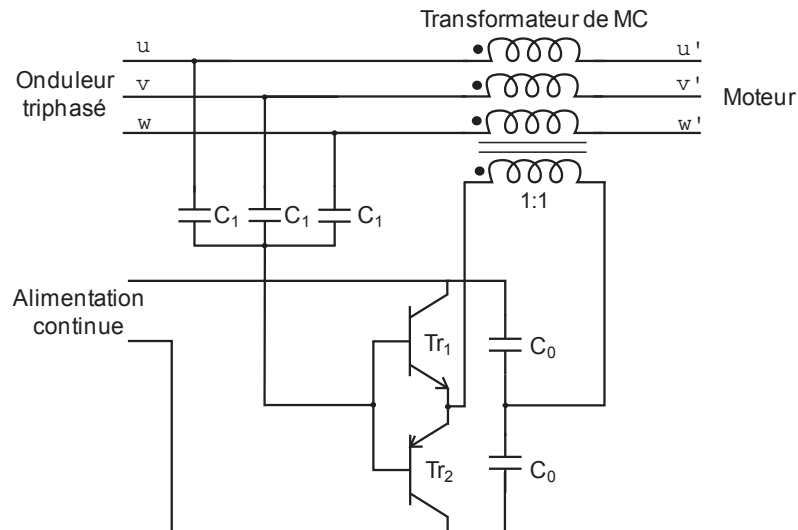 Transformateur de MC
u
u'
Onduleur
triphasé
v
v'
Moteur
w
w'
1:1
C1
C1
C1
Alimentation
continue
Tr1
C0
Tr2
C0